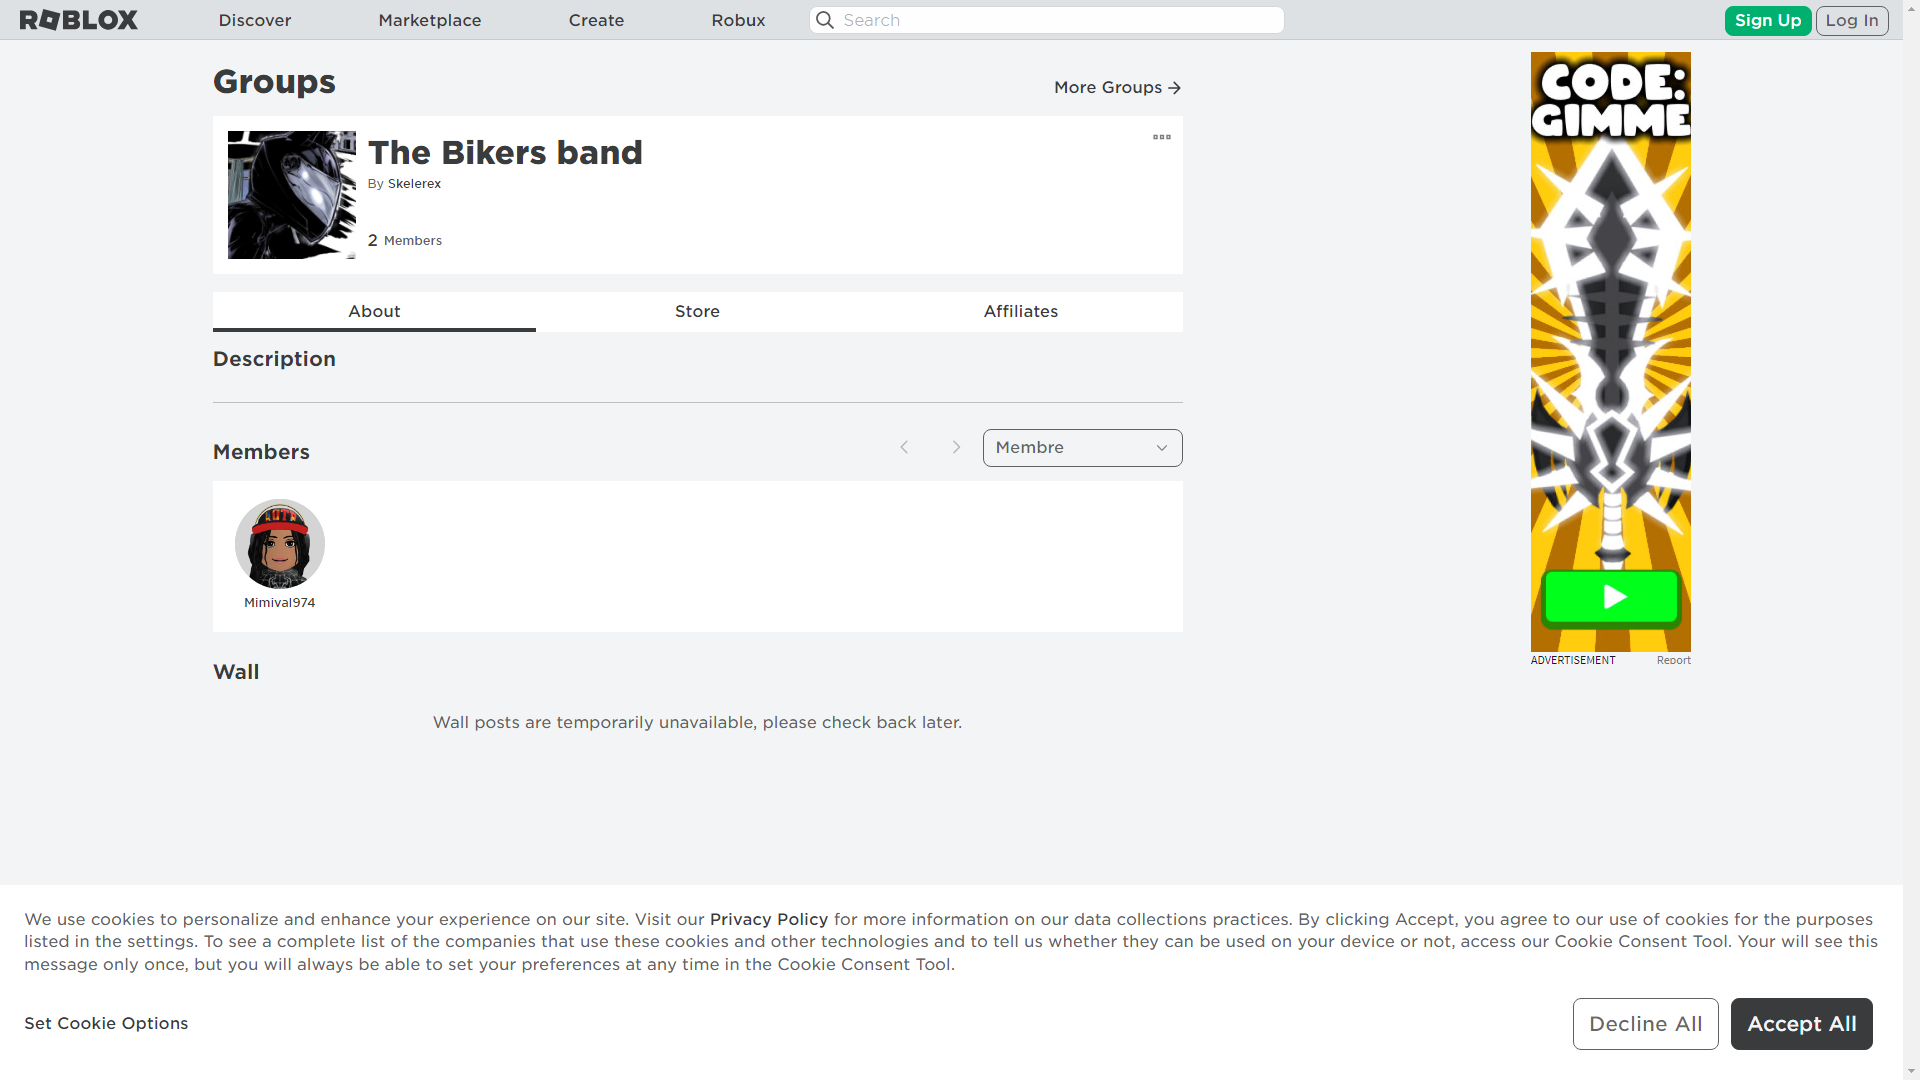 ROBLOX
Discover
Marketplace
Create
Robux
Search
Sign Up
Log In
Groups
More Groups
The Bikers band
By Skelerex
2 Members
About
Store
Affiliates
Description
Members
Membre
Mimival974
Wall
Wall posts are temporarily unavailable, please check back later.
CODE:
GIMME
ADVERTISEMENT
Report
We use cookies to personalize and enhance your experience on our site. Visit our Privacy Policy for more information on our data collections practices. By clicking Accept, you agree to our use of cookies for the purposes
listed in the settings. To see a complete list of the companies that use these cookies and other technologies and to tell us whether they can be used on your device or not, access our Cookie Consent Tool. Your will see this
message only once, but you will always be able to set your preferences at any time in the Cookie Consent Tool.
Set Cookie Options
Decline All
Accept All